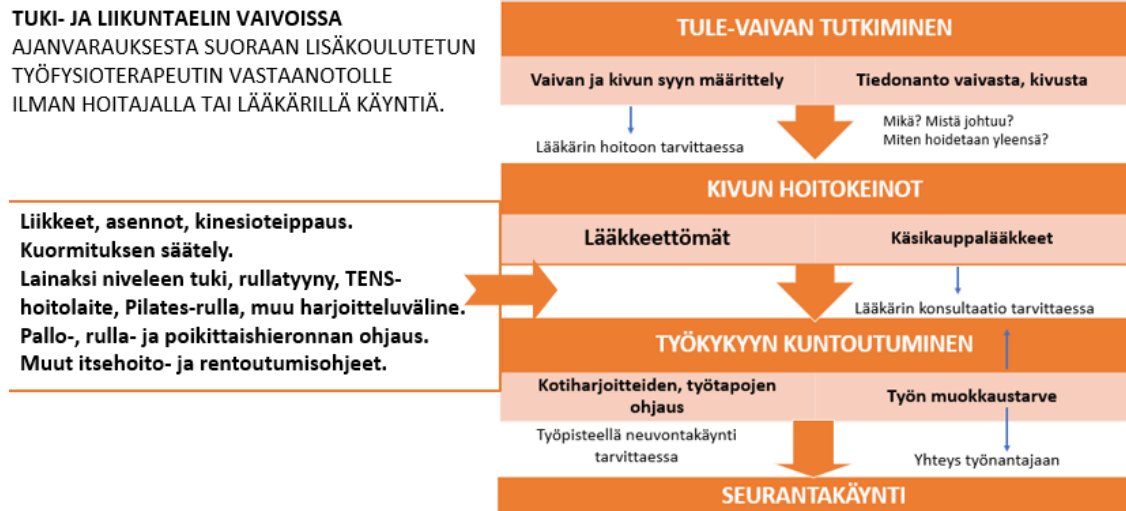 TUKI- JA LIIKUNTAELIN VAIVOISSA
AJANVARAUKSESTA SUORAAN LISÄKOULUTETUN
TYÖFYSIOTERAPEUTIN VASTAANOTOLLE
ILMAN HOITAJALLA TAI LÄÄKÄRILLÄ KÄYNTIÄ.
TULE-VAIVAN TUTKIMINEN
Vaivan ja kivun syyn määrittely
Tiedonanto vaivasta, kivusta
Lääkärin hoitoon tarvittaessa
Mikä? Mistä johtuu?
Miten hoidetaan yleensä?
KIVUN HOITOKEINOT
Lääkkeettömät
Käsikauppalääkkeet
Liikkeet, asennot, kinesioteippaus.
Kuormituksen säätely.
Lainaksi niveleen tuki, rullatyyny, TENS-
hoitolaite, Pilates-rulla, muu harjoitteluväline.
Pallo-, rulla- ja poikittaishieronnan ohjaus.
Muut itsehoito- ja rentoutumisohjeet.
Lääkärin konsultaatio tarvittaessa
TYÖKYKYYN KUNTOUTUMINEN
Kotiharjoitteiden, työtapojen
ohjaus
Työn muokkaustarve
Työpisteellä neuvontakäynti
tarvittaessa
Yhteys työnantajaan
SEURANTAKÄYNTI